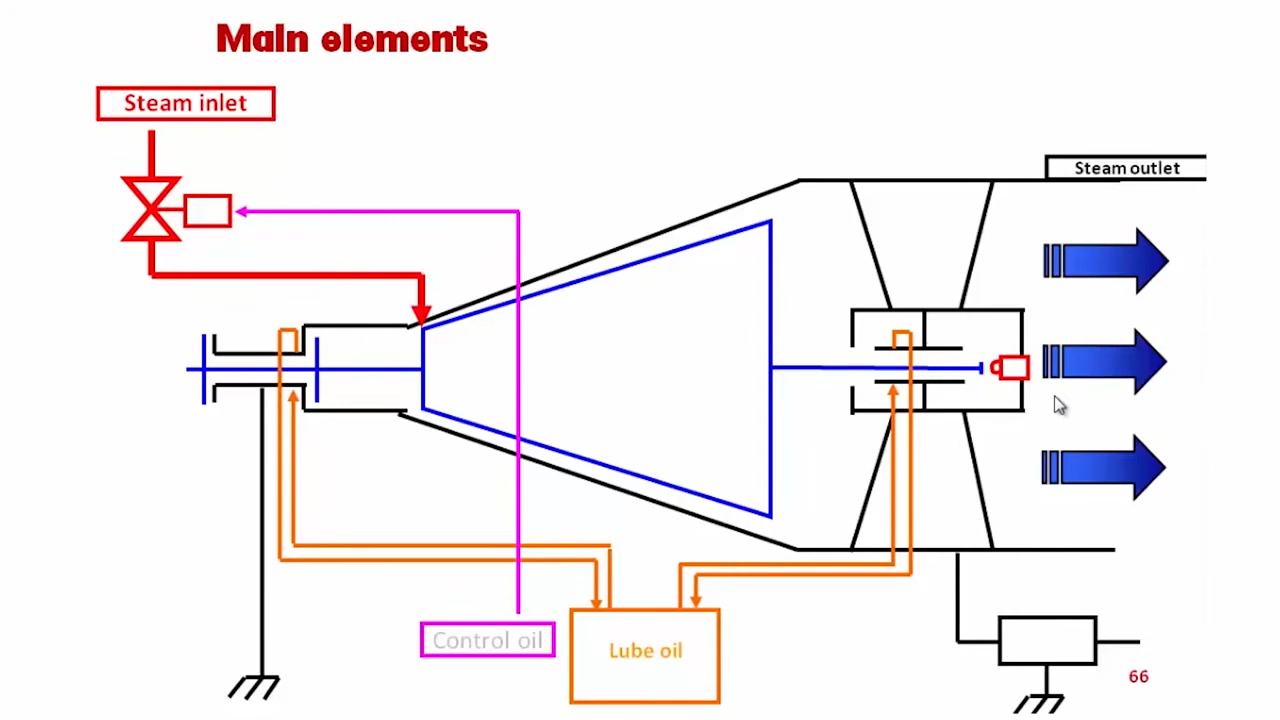 Main elements
Steam inlet
Steam outlet
Control oil
Lube oil
66